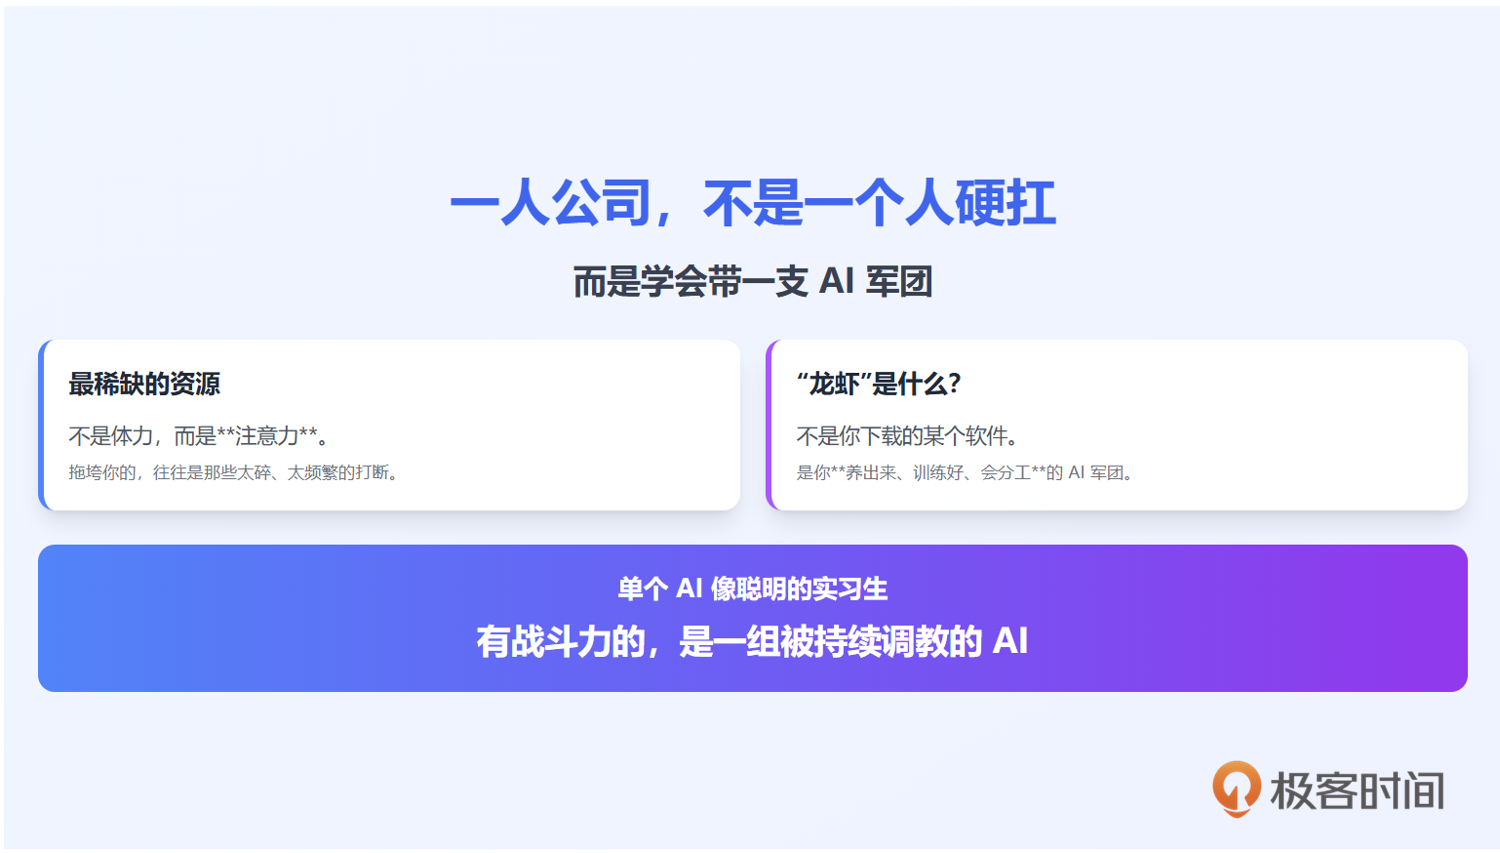 一人公司，不是一个人硬扛
而是学会带一支 AI 军团
最稀缺的资源
不是体力，而是**注意力**。
拖垮你的，往往是那些太碎、太频繁的打断。
“龙虾”是什么？
不是你下载的某个软件。
是你**养出来、训练好、会分工**的 AI 军团。
单个 AI 像聪明的实习生
有战斗力的，是一组被持续调教的 AI
极客时间